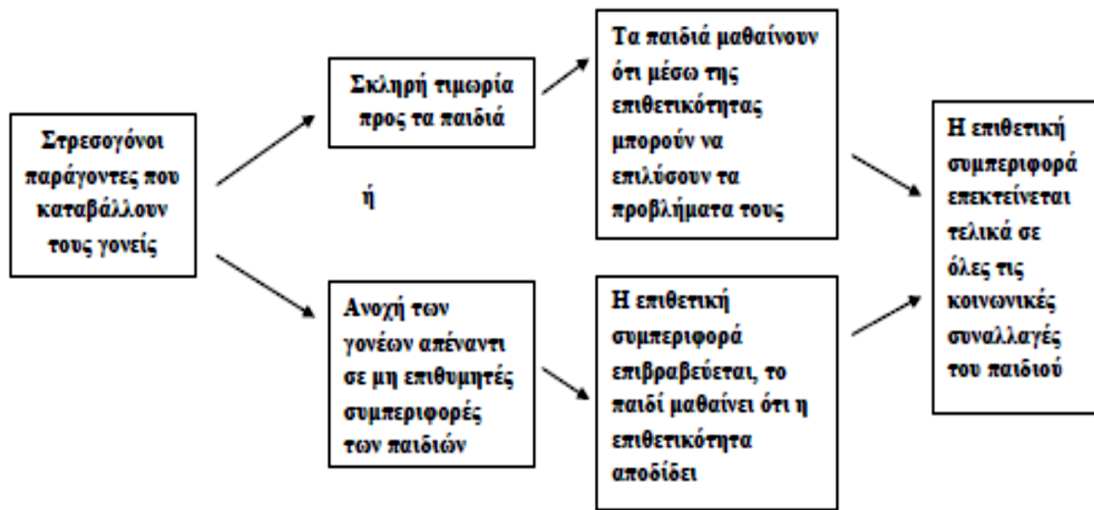 Στρεσογόνοι
παράγοντες που
καταβάλλουν
τους γονείς
Σκληρή τιμωρία
προς τα παιδιά
ή
Ανοχή των
γονέων απέναντι
σε μη επιθυμητές
συμπεριφορές
των παιδιών
Τα παιδιά μαθαίνουν
ότι μέσω της
επιθετικότητας
μπορούν να
επιλύσουν τα
προβλήματα τους
Η επιθετική
συμπεριφορά
επιβραβεύεται, το
παιδί μαθαίνει ότι η
επιθετικότητα
αποδίδει
Η επιθετική
συμπεριφορά
επεκτείνεται
τελικά σε
όλες τις
κοινωνικές
συναλλαγές
του παιδιού